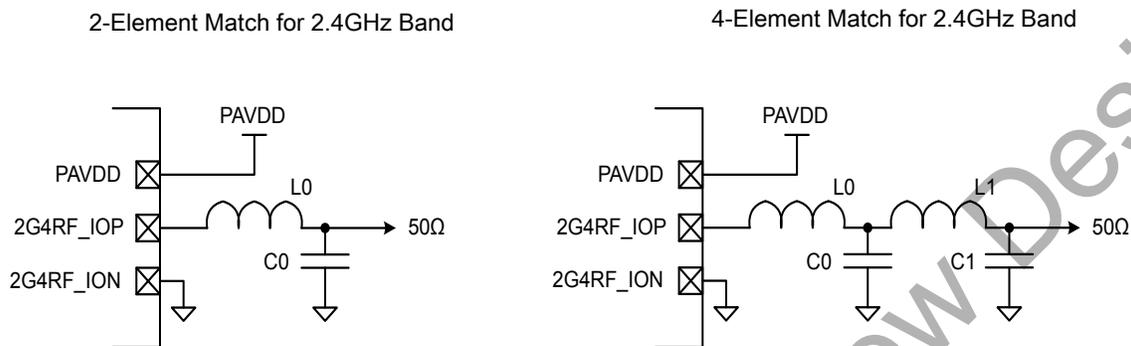 2-Element Match for 2.4GHz Band
4-Element Match for 2.4GHz Band
PAVDD
PAVDD
L0
2G4RF_IOP
50Ω
C0
2G4RF_ION
PAVDD
PAVDD
L0
L1
2G4RF_IOP
50Ω
C0
C1
2G4RF_ION